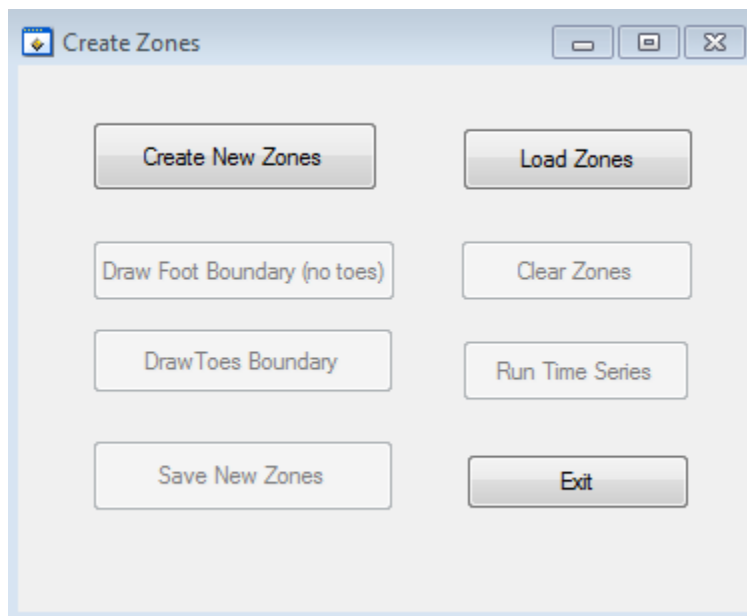 Create Zones
Create New Zones
Load Zones
Draw Foot Boundary (no toes)
Clear Zones
DrawToes Boundary
Run Time Series
Save New Zones
Exit